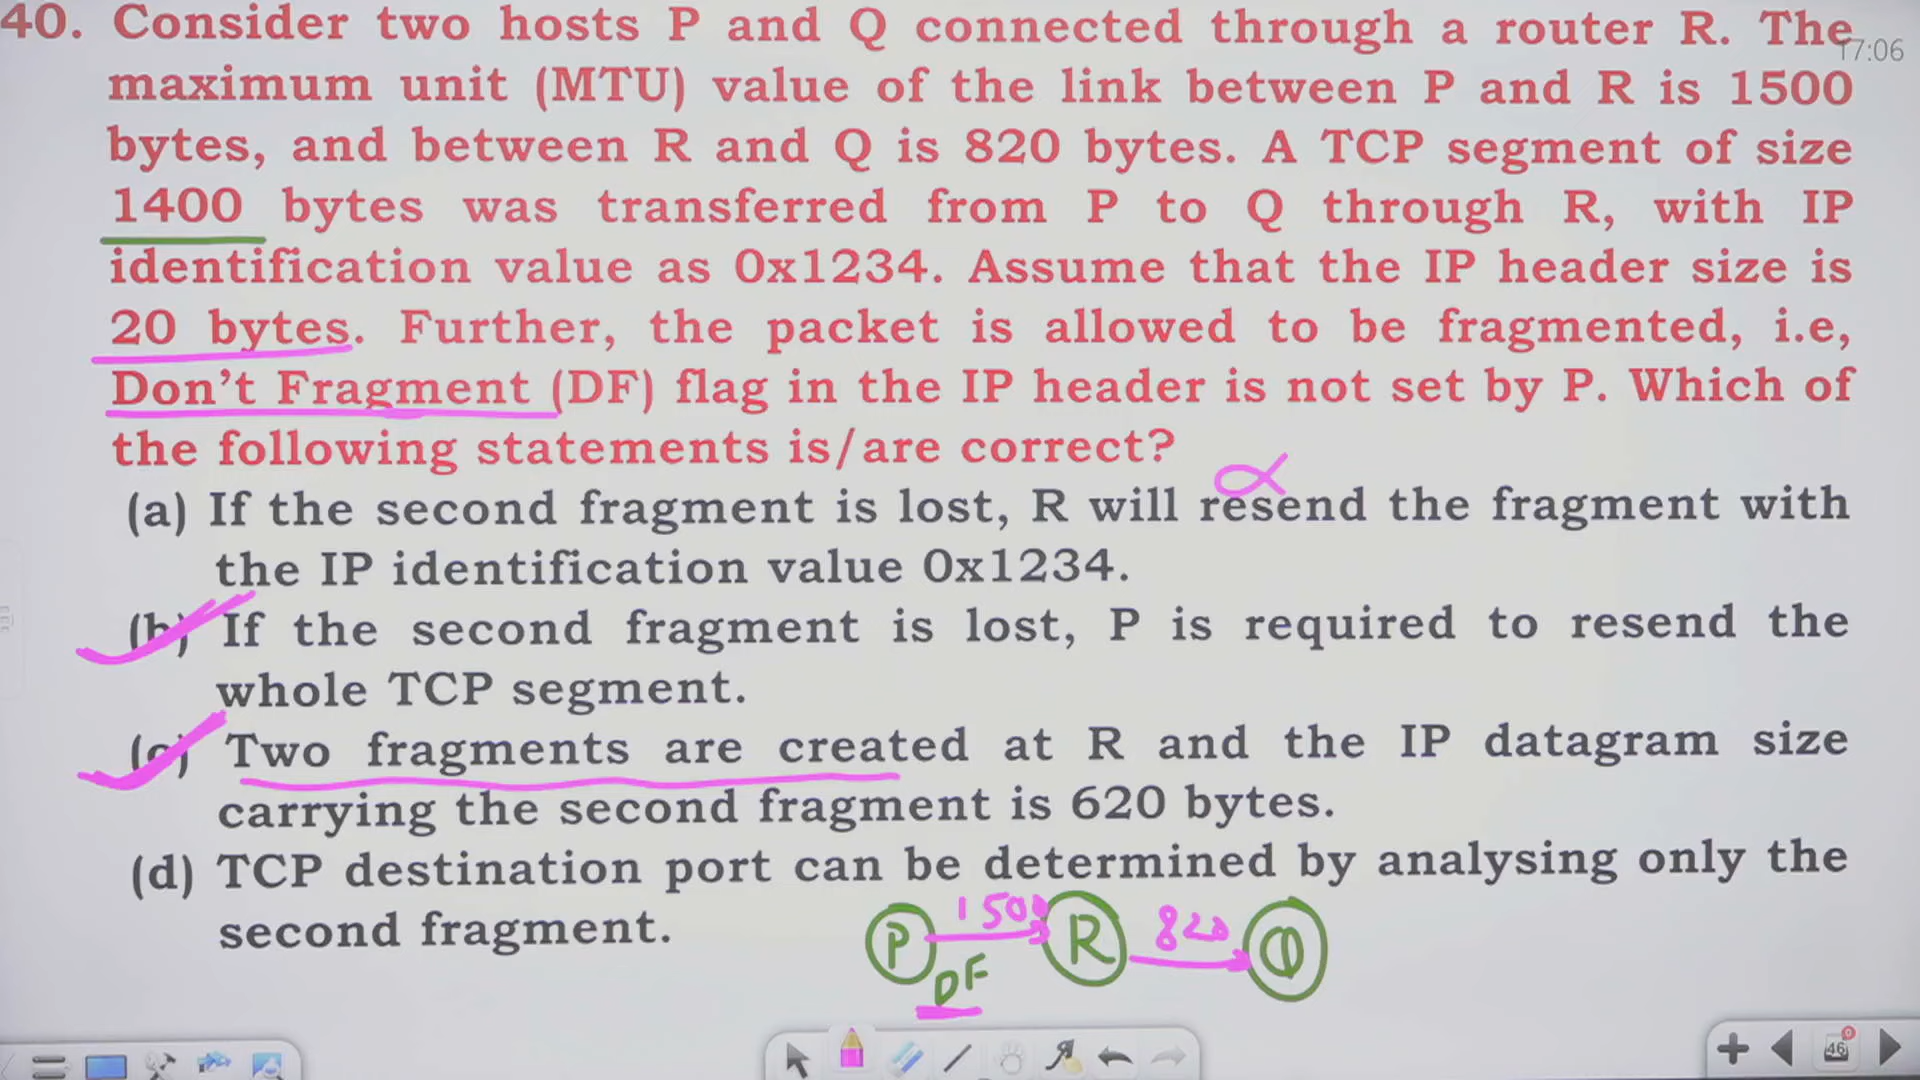 40. Consider two hosts P and Q connected through a router R. The
17:06
maximum unit (MTU) value of the link between P and R is 1500
bytes, and between R and Q is 820 bytes. A TCP segment of size
1400 bytes was transferred from P to Q through R, with IP
identification value as 0x1234. Assume that the IP header size is
20 bytes. Further, the packet is allowed to be fragmented, i.e,
Don't Fragment (DF) flag in the IP header is not set by P. Which of
the following statements is/are correct?
(a) If the second fragment is lost, R will resend the fragment with
the IP identification value 0x1234.
(b) If the second fragment is lost, P is required to resend the
whole TCP segment.
(c) Two fragments are created at R and the IP datagram size
carrying the second fragment is 620 bytes.
(d) TCP destination port can be determined by analysing only the
second fragment.
P 1500 R 820 Q
DF
46